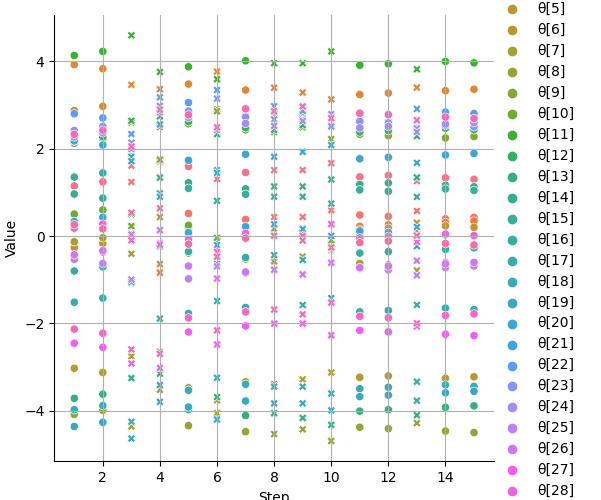 θ[5]
θ[6]
θ[7]
θ[8]
θ[9]
θ[10]
θ[11]
θ[12]
θ[13]
θ[14]
θ[15]
θ[16]
θ[17]
θ[18]
θ[19]
θ[20]
θ[21]
θ[22]
θ[23]
θ[24]
θ[25]
θ[26]
θ[27]
θ[28]
4
2
0
−2
−4
Value
2
4
6
8
10
12
14
Step